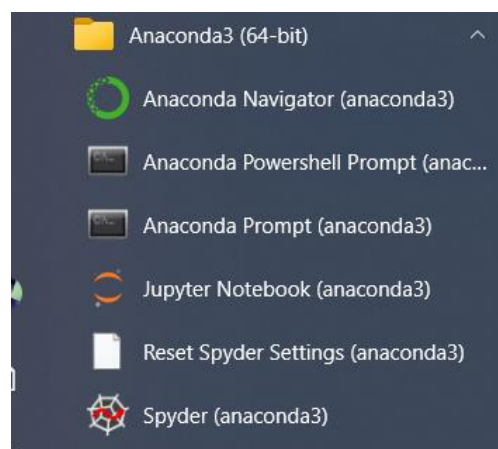 Anaconda3 (64-bit)
Anaconda Navigator (anaconda3)
Anaconda Powershell Prompt (anac...
Anaconda Prompt (anaconda3)
Jupyter Notebook (anaconda3)
Reset Spyder Settings (anaconda3)
Spyder (anaconda3)